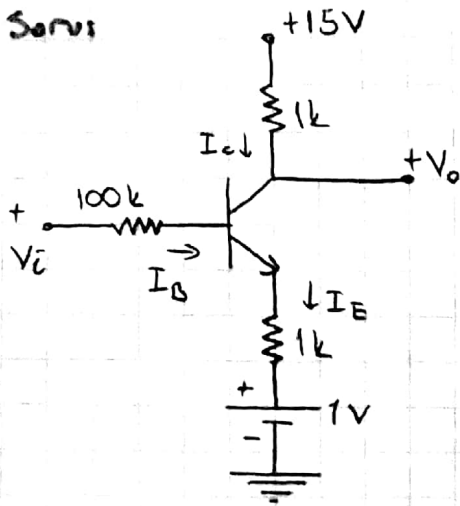 Soru:
+15V
1k
Ic↓
+Vo
100k
+
Vi
→
IB
↓IE
1k
+
1V
-